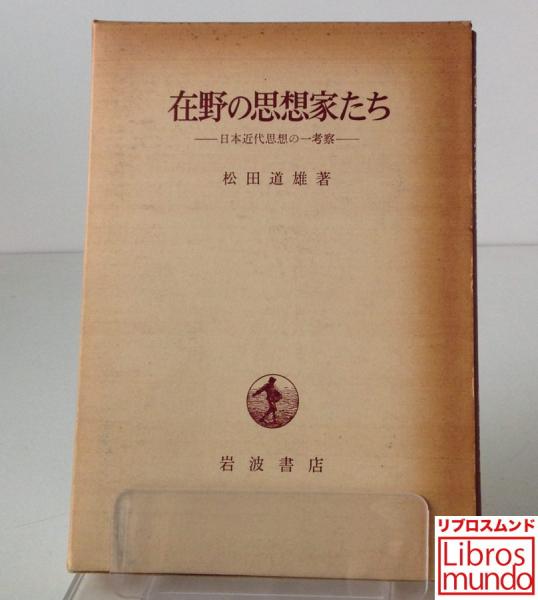 在野の思想家たち
——日本近代思想の一考察——
松田道雄著
岩波書店
リブロスムンド
Libros
mundo